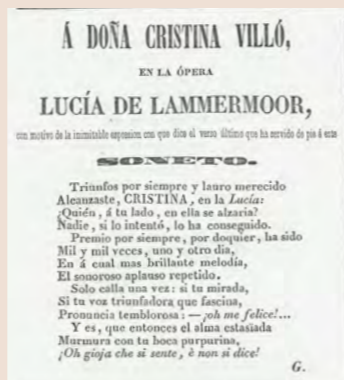 Á DOÑA CRISTINA VILLÓ,
EN LA ÓPERA
LUCÍA DE LAMMERMOOR,
con motivo de la inimitable espresion con que dice el verso último que ha servido de pie á este
SONETO.
Triunfos por siempre y lauro merecido
Alcanzaste, CRISTINA, en la Lucía:
¿Quién, á tu lado, en ella se alzaria?
Nadie, si lo intentó, lo ha conseguido.
Premio por siempre, por doquier, ha sido
Mil y mil veces, uno y otro dia,
En á cual mas brillante melodía,
El sonoroso aplauso repetido.
Solo calla una vez: si tu mirada,
Si tu voz triunfadora que fascina,
Pronuncia temblorosa: —¡oh me felice!...
Y es, que entonces el alma estasiada
Murmura con tu boca purpurina,
¡Oh gioja che si sente, è non si dice!
G.